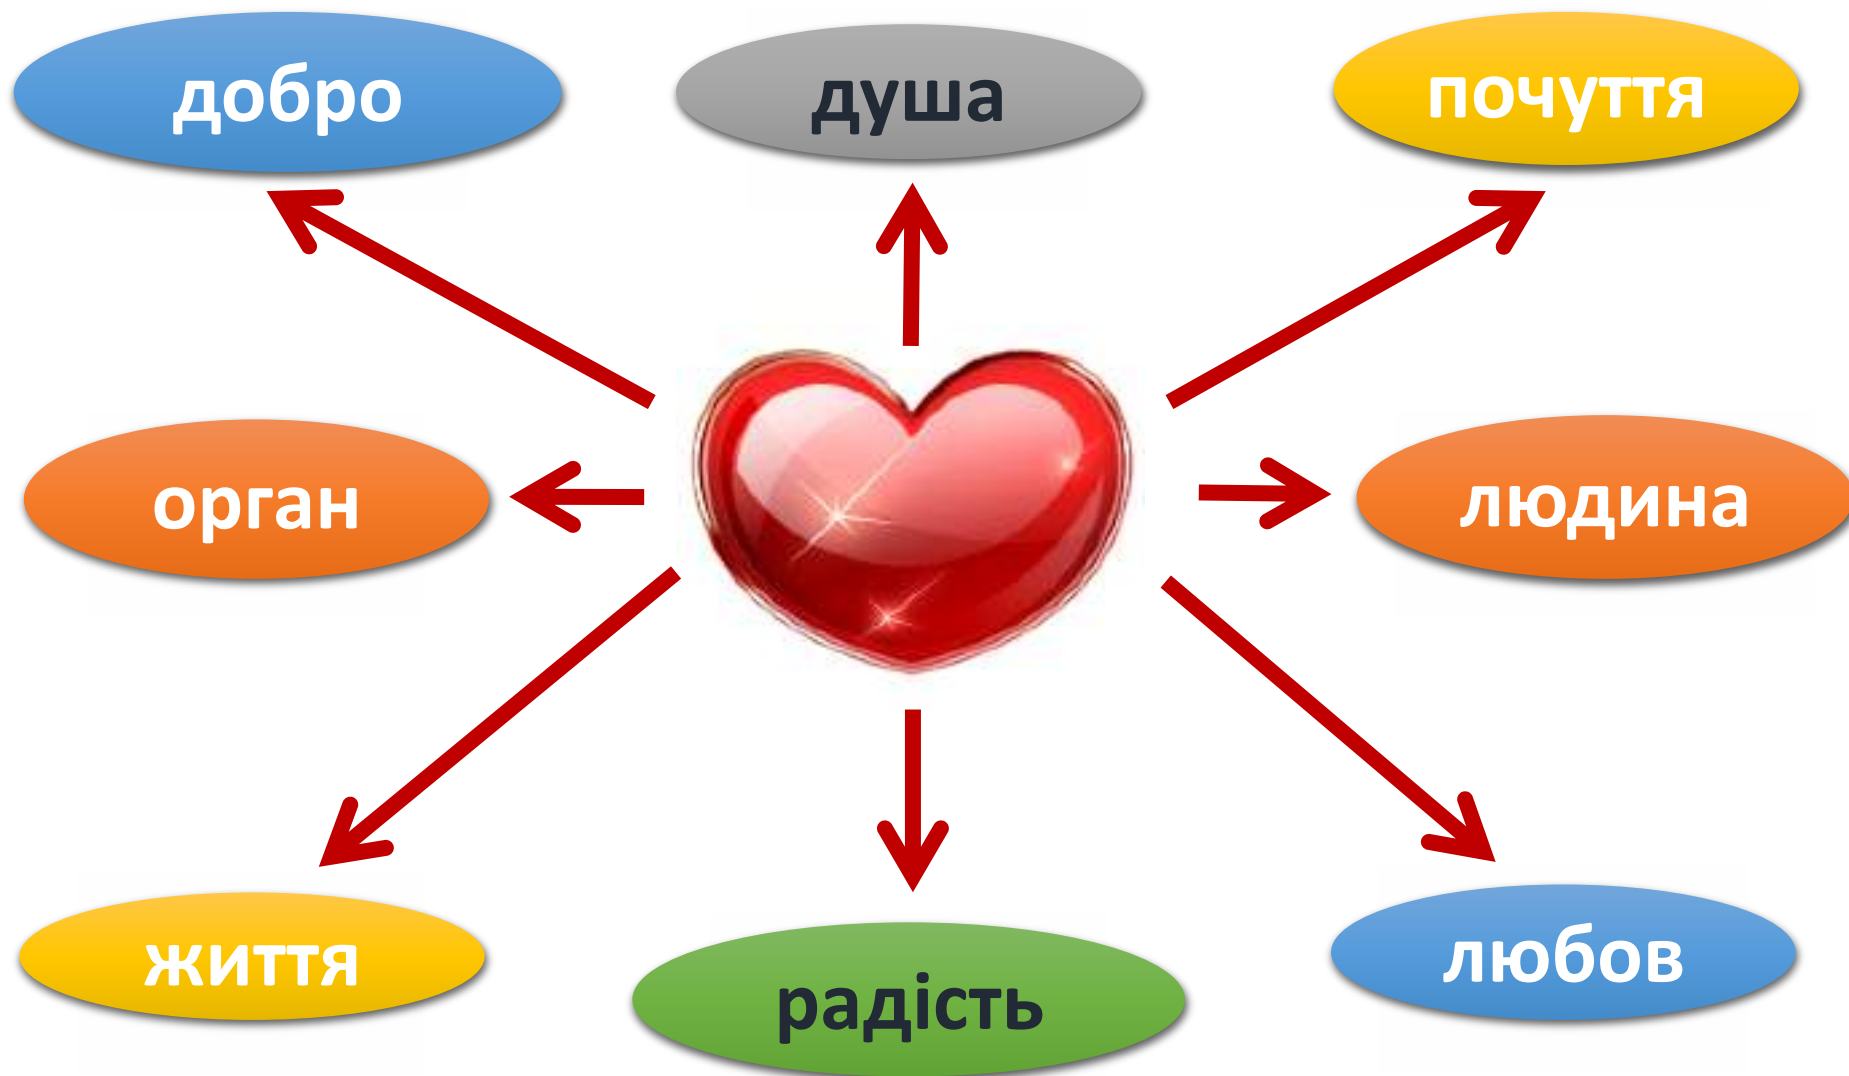 добро
душа
почуття
орган
людина
життя
радість
любов